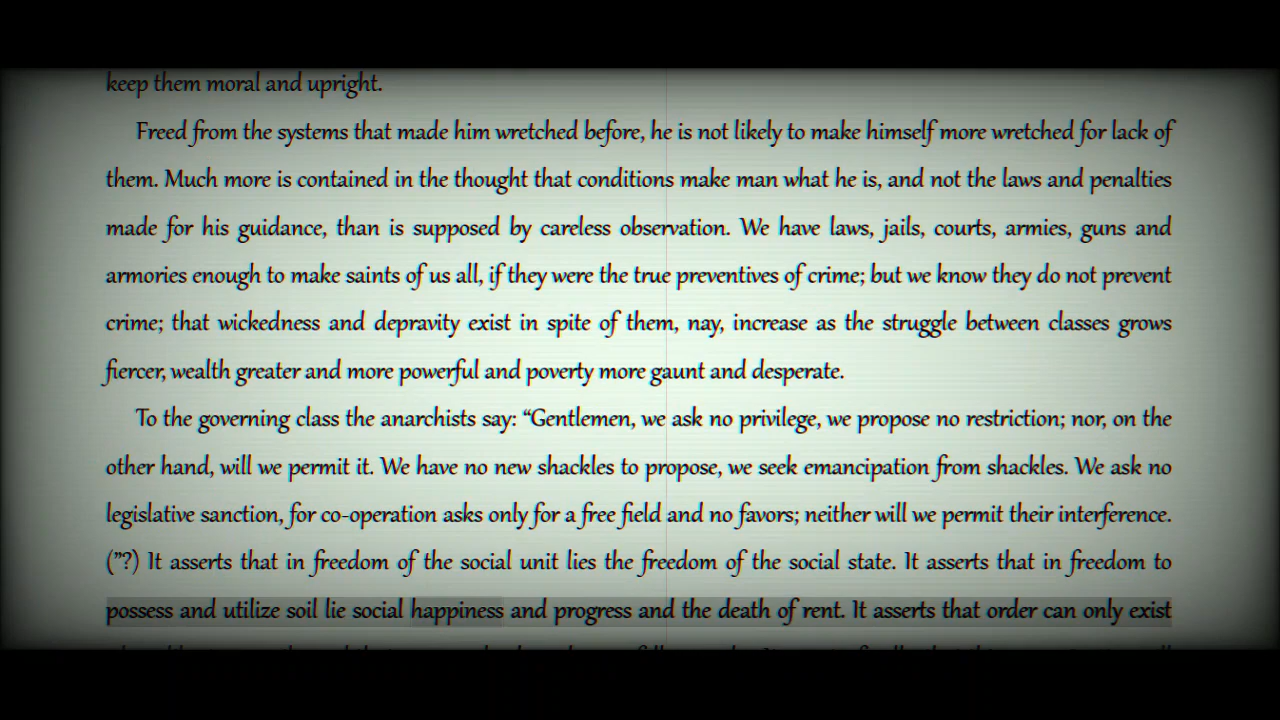 keep them moral and upright.
Freed from the systems that made him wretched before, he is not likely to make himself more wretched for lack of
them. Much more is contained in the thought that conditions make man what he is, and not the laws and penalties
made for his guidance, than is supposed by careless observation. We have laws, jails, courts, armies, guns and
armories enough to make saints of us all, if they were the true preventives of crime; but we know they do not prevent
crime; that wickedness and depravity exist in spite of them, nay, increase as the struggle between classes grows
fiercer, wealth greater and more powerful and poverty more gaunt and desperate.
To the governing class the anarchists say: “Gentlemen, we ask no privilege, we propose no restriction; nor, on the
other hand, will we permit it. We have no new shackles to propose, we seek emancipation from shackles. We ask no
legislative sanction, for co-operation asks only for a free field and no favors; neither will we permit their interference.
(”?) It asserts that in freedom of the social unit lies the freedom of the social state. It asserts that in freedom to
possess and utilize soil lie social happiness and progress and the death of rent. It asserts that order can only exist